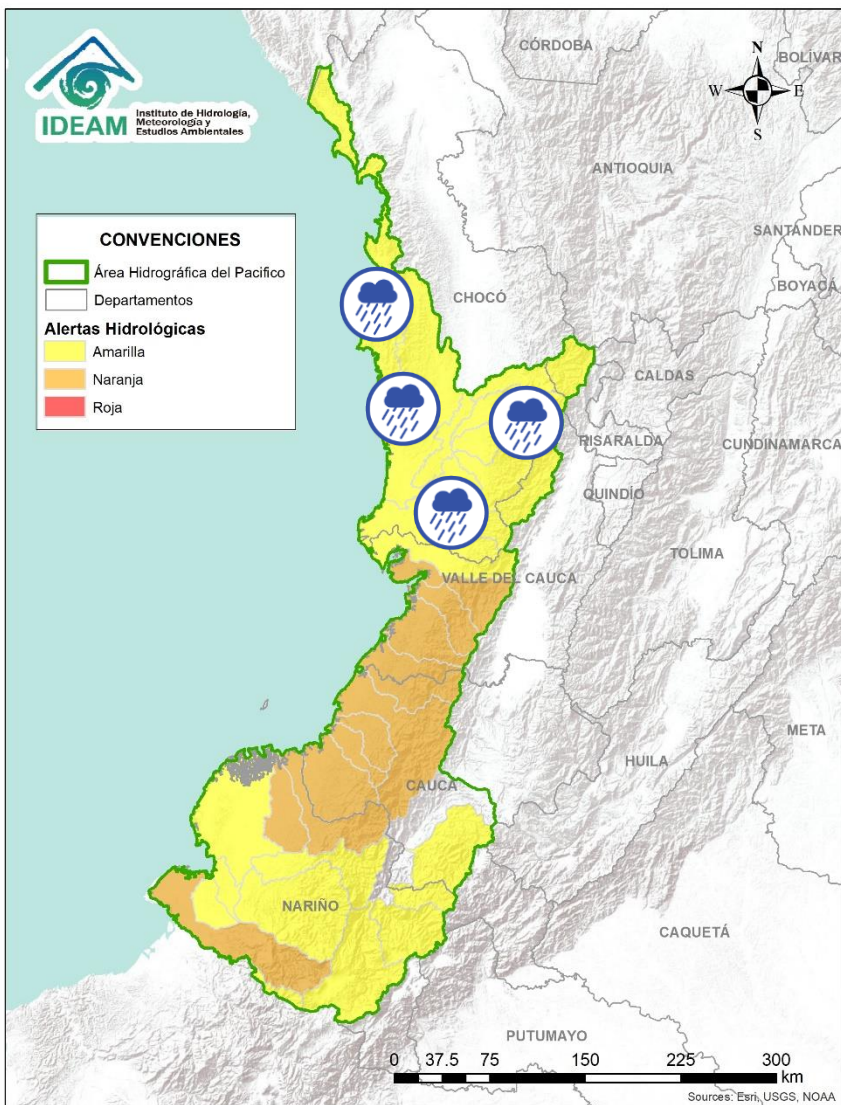 IDEAM
Instituto de Hidrología,
Meteorología y
Estudios Ambientales
CÓRDOBA
BOLÍVAR
N
W
E
S
ANTIOQUIA
SANTANDER
BOYACÁ
CONVENCIONES
Área Hidrográfica del Pacifico
Departamentos
Alertas Hidrológicas
Amarilla
Naranja
Roja
CHOCÓ
CALDAS
RISARALDA
CUNDINAMARCA
QUINDÍO
TOLIMA
VALLE DEL CAUCA
META
HUILA
CAUCA
NARIÑO
CAQUETÁ
PUTUMAYO
0 37.5 75 150 225 300
km
Sources: Esri, USGS, NOAA